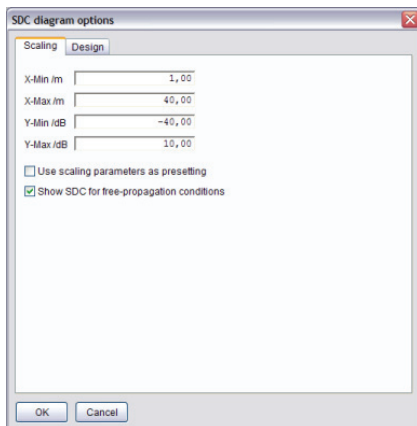 SDC diagram options
Scaling Design
X-Min /m 1,00
X-Max /m 40,00
Y-Min /dB -40,00
Y-Max /dB 10,00
Use scaling parameters as presetting
Show SDC for free-propagation conditions
OK Cancel